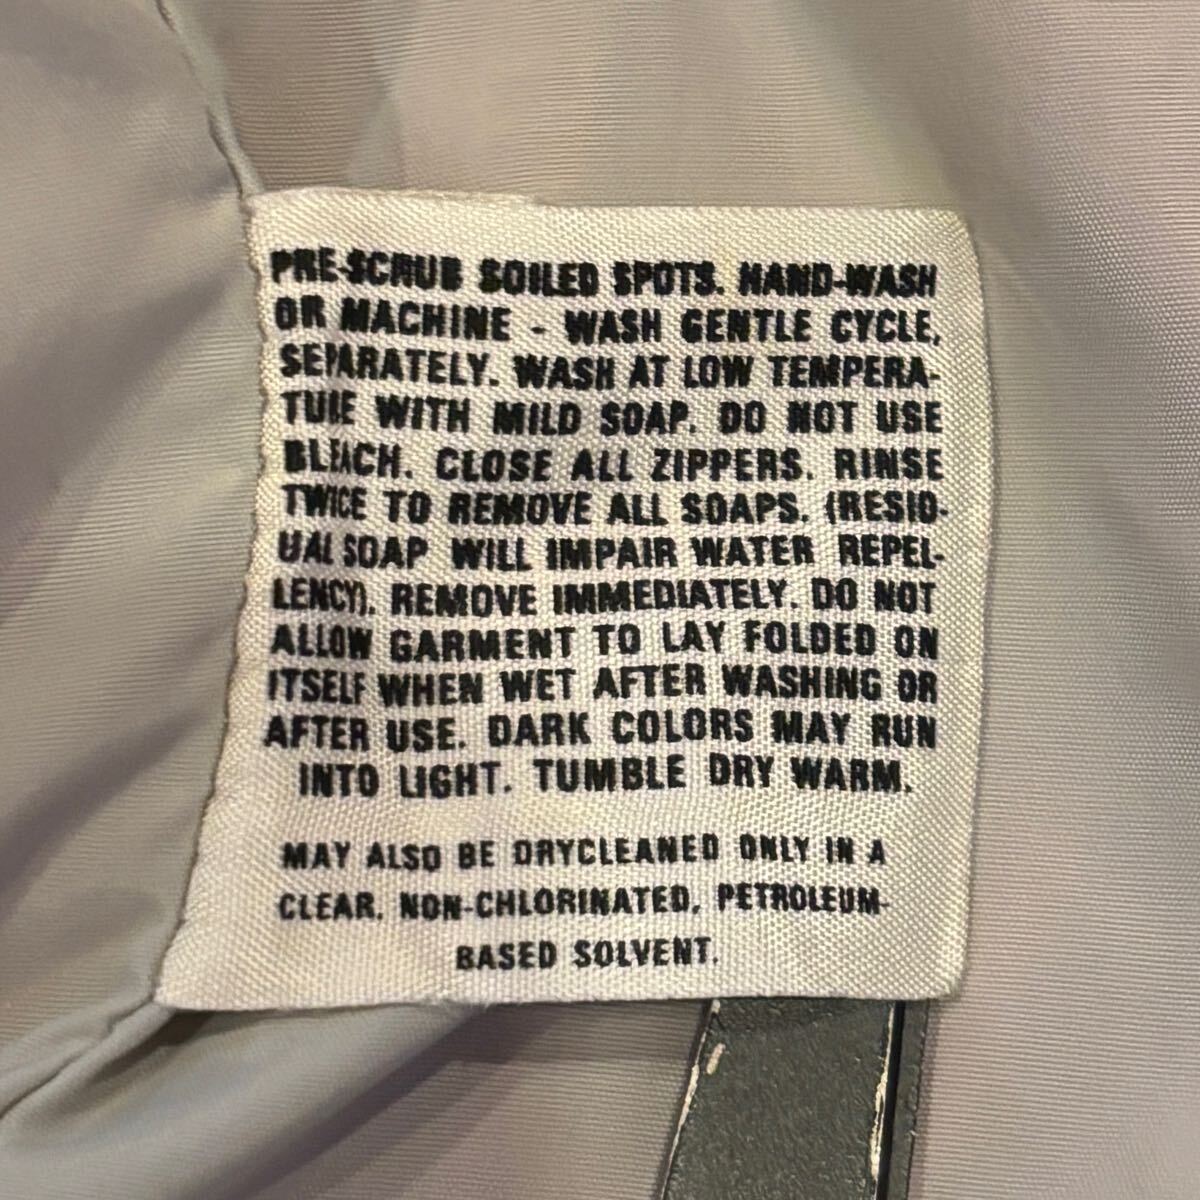 PRE-SCRUB SOILED SPOTS. HAND-WASH
OR MACHINE - WASH GENTLE CYCLE,
SEPARATELY. WASH AT LOW TEMPERA-
TURE WITH MILD SOAP. DO NOT USE
BLEACH. CLOSE ALL ZIPPERS. RINSE
TWICE TO REMOVE ALL SOAPS. (RESID-
UAL SOAP WILL IMPAIR WATER REPEL-
LENCY). REMOVE IMMEDIATELY. DO NOT
ALLOW GARMENT TO LAY FOLDED ON
ITSELF WHEN WET AFTER WASHING OR
AFTER USE. DARK COLORS MAY RUN
INTO LIGHT. TUMBLE DRY WARM.
MAY ALSO BE DRYCLEANED ONLY IN A
CLEAR, NON-CHLORINATED, PETROLEUM-
BASED SOLVENT.